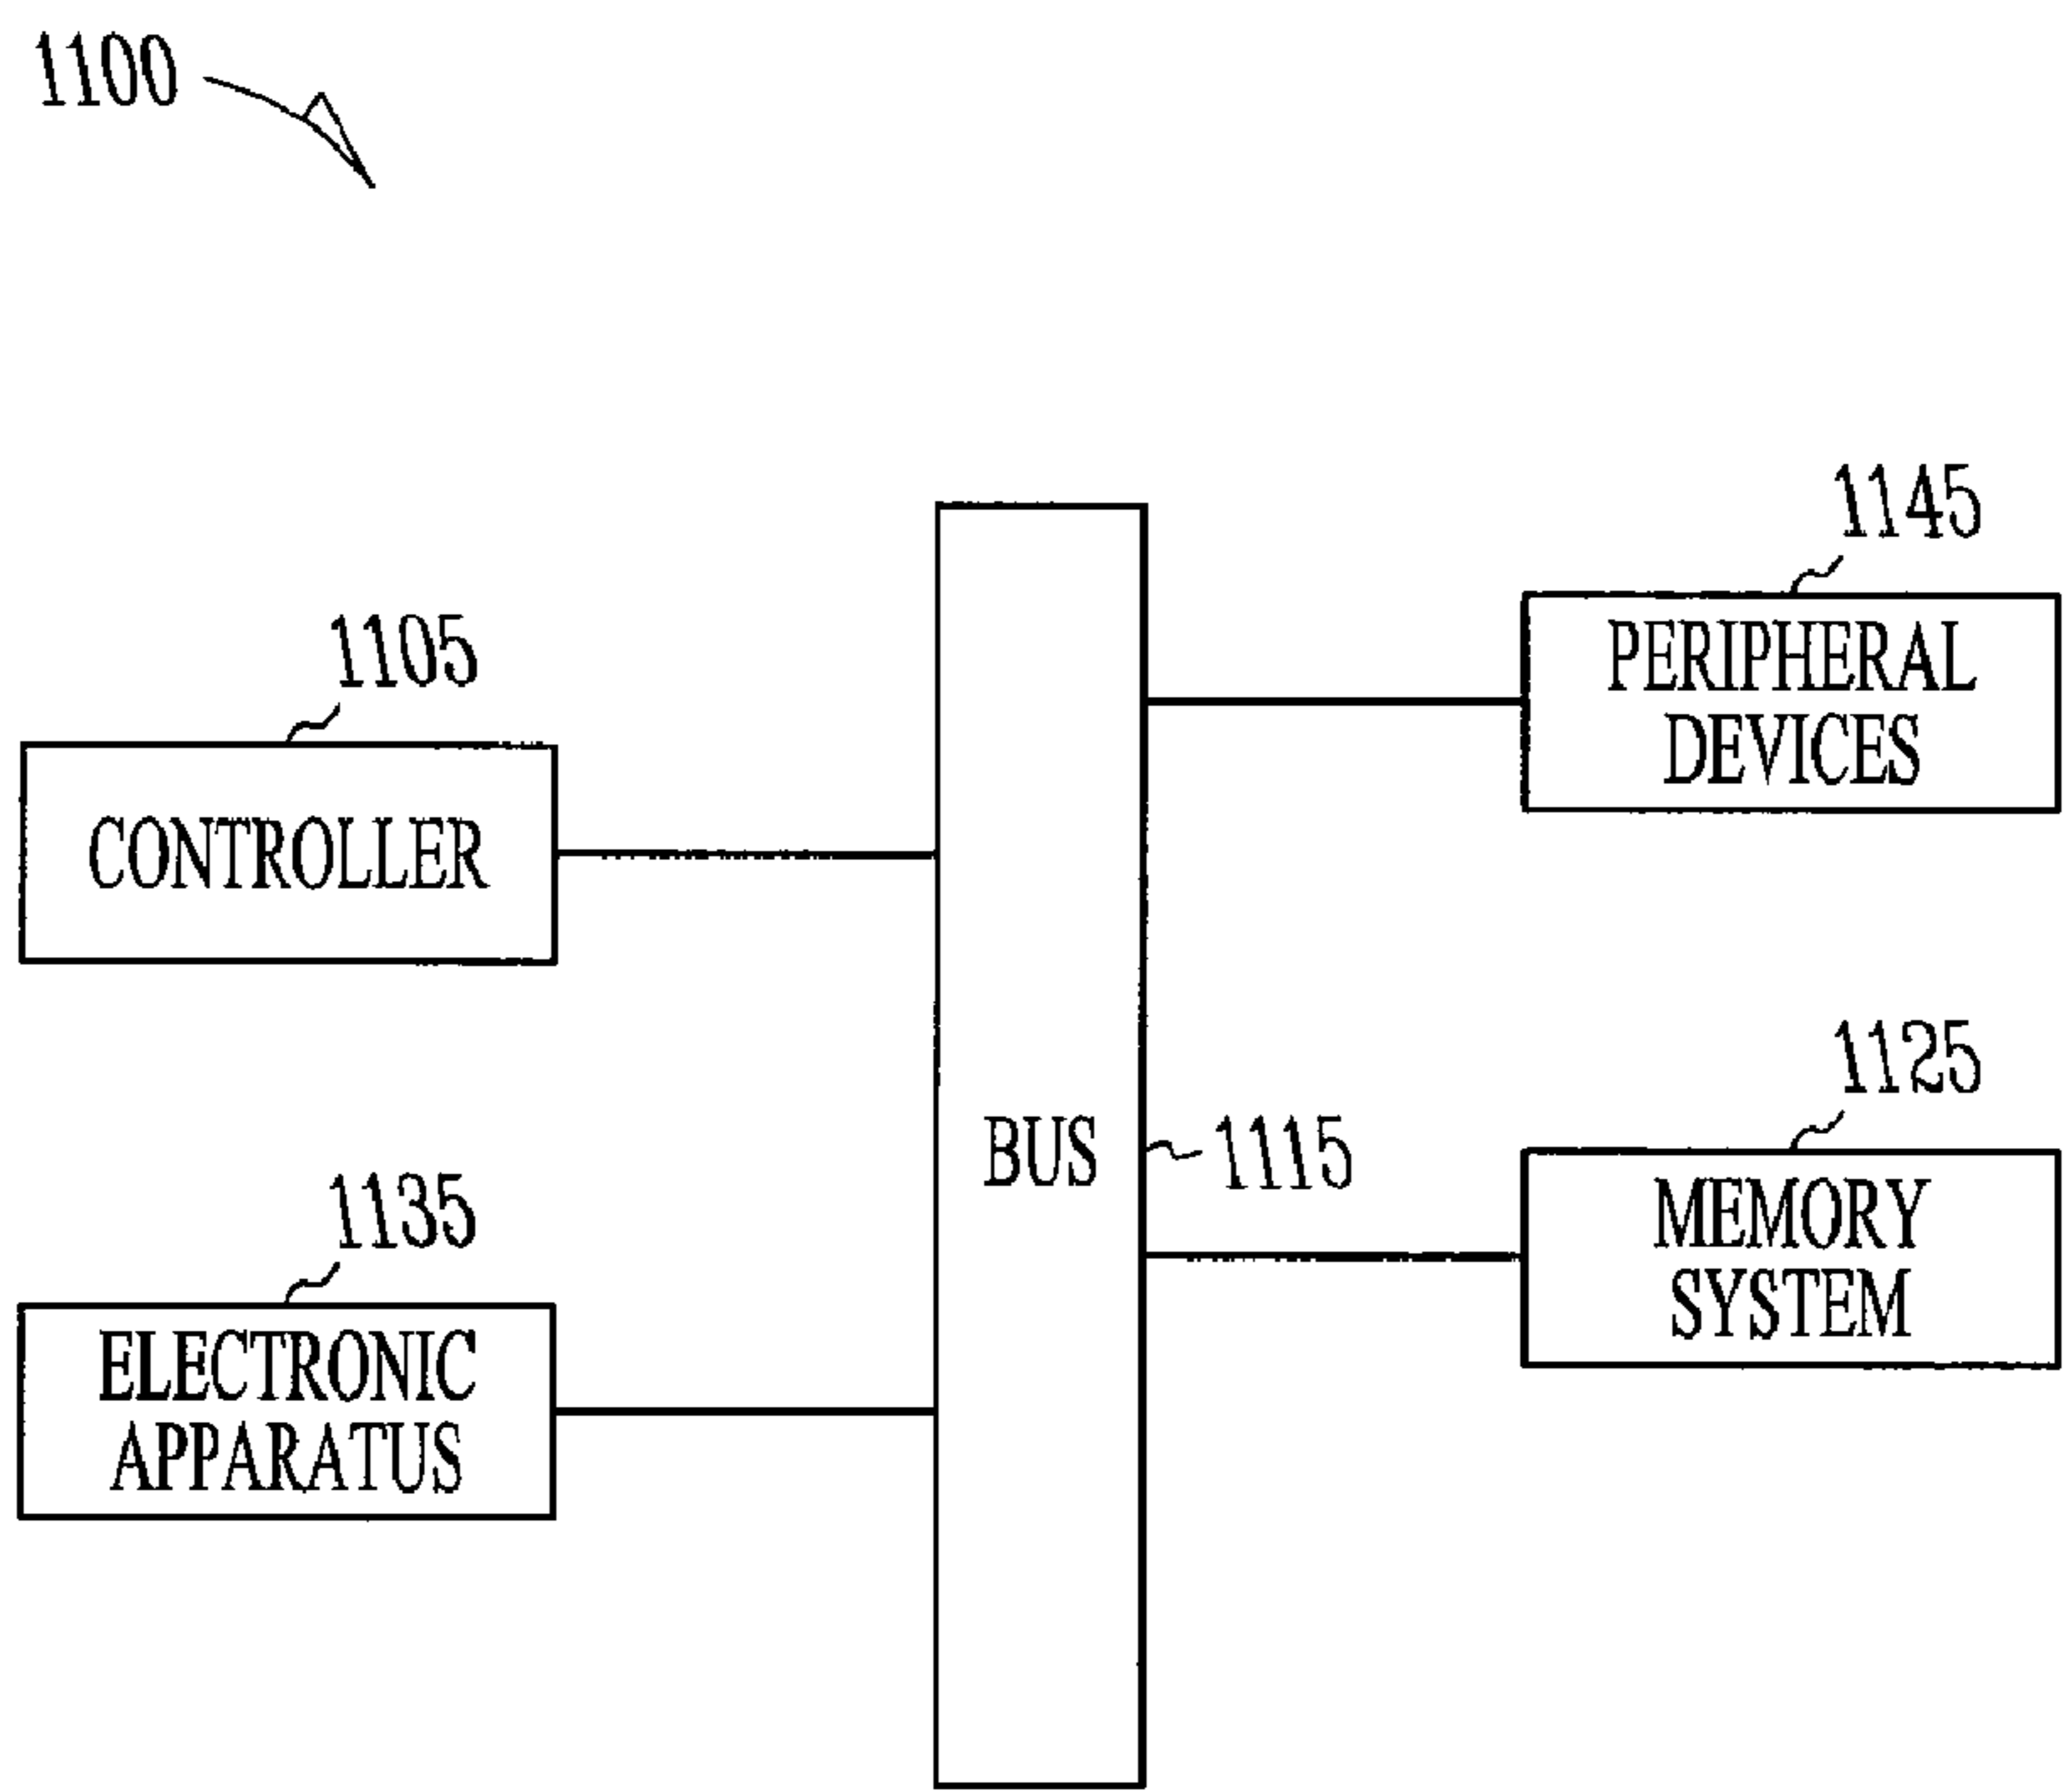 1100
1145
PERIPHERAL
DEVICES
1105
CONTROLLER
1125
MEMORY
SYSTEM
BUS
1115
1135
ELECTRONIC
APPARATUS